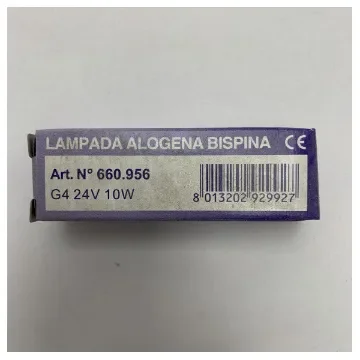 LAMPADA ALOGENA BISPINA CE
Art. N° 660.956
G4 24V 10W
8 013202 929927